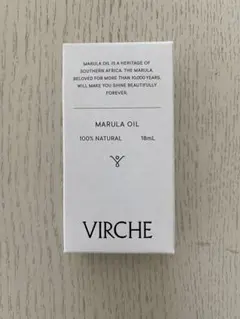 MARULA OIL IS A HERITAGE OF
SOUTHERN AFRICA. THE MARULA
BELOVED FOR MORE THAN 10,000 YEARS,
WILL MAKE YOU SHINE BEAUTIFULLY
FOREVER.
MARULA OIL
100% NATURAL 18mL
VIRCHE